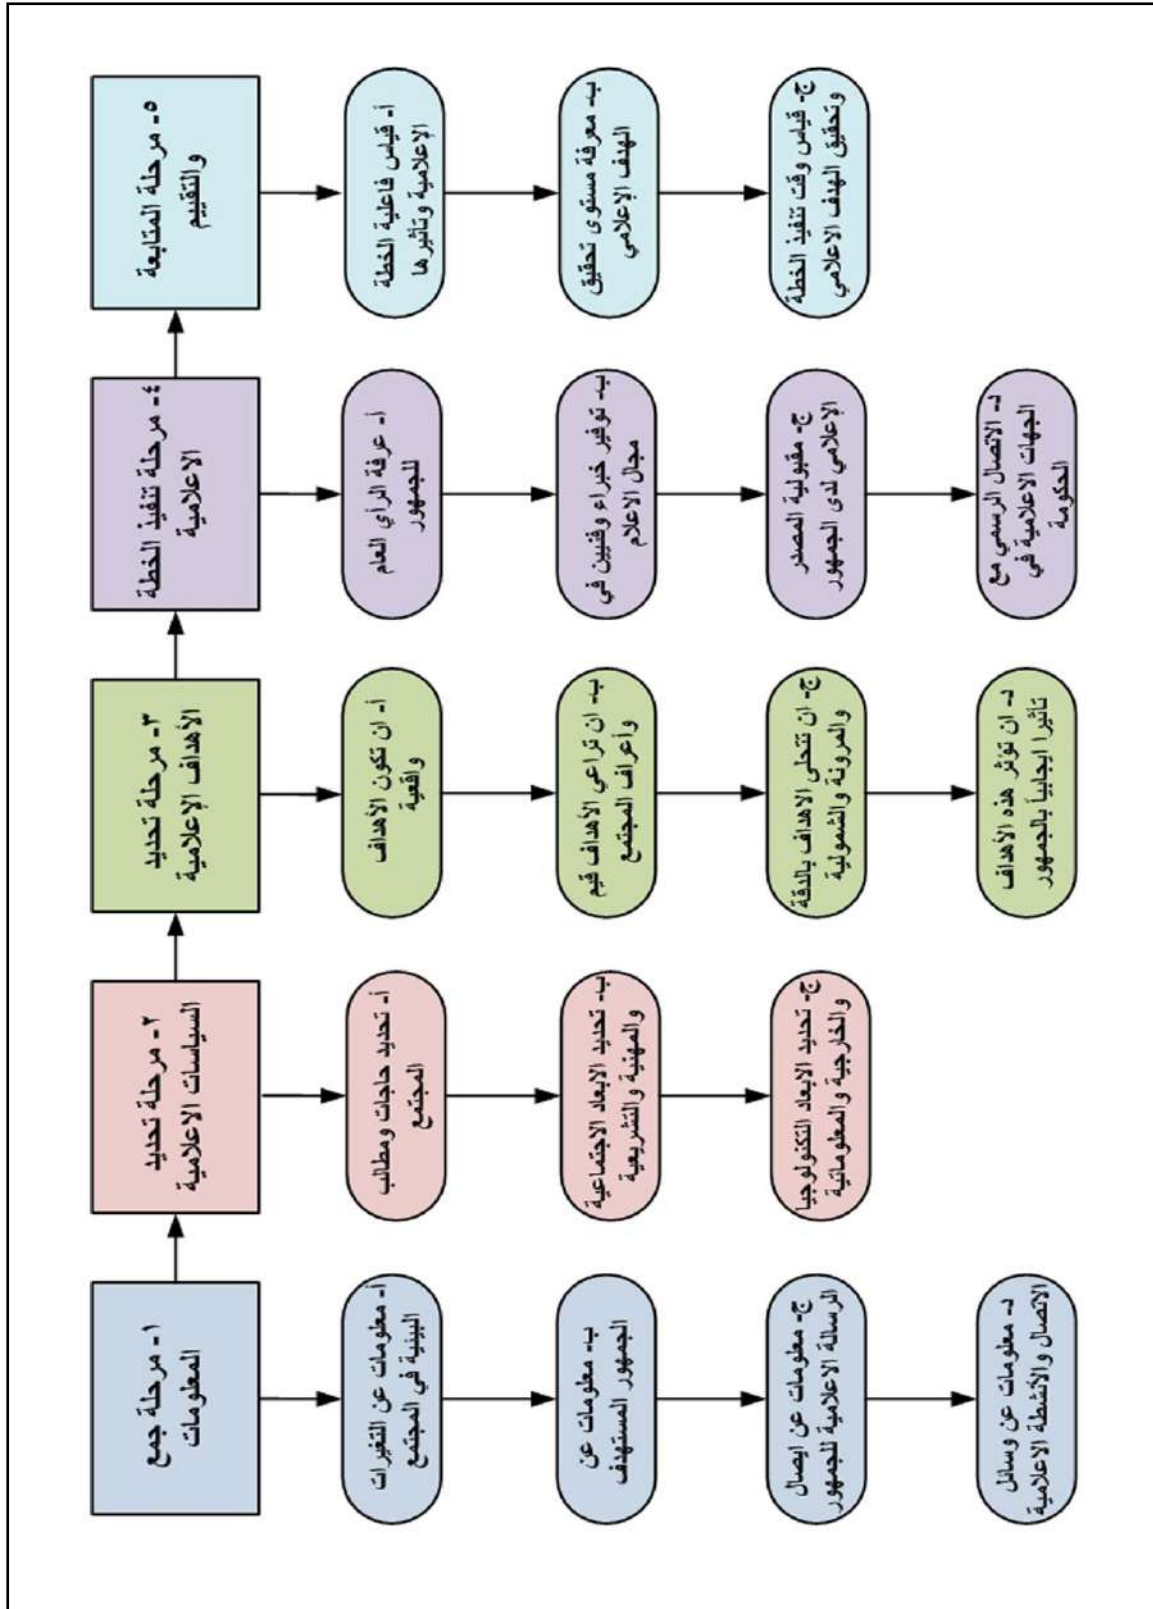 ١- مرحلة جمع
المعلومات
أ- معلومات عن التغيرات
البيئية في المجتمع
ب- معلومات عن
الجمهور المستهدف
ج- معلومات عن ايصال
الرسالة الاعلامية للجمهور
د- معلومات عن وسائل
الاتصال والأنشطة الاعلامية
٢- مرحلة تحديد
السياسات الاعلامية
أ- تحديد حاجات ومطالب
المجتمع
ب- تحديد الابعاد الاجتماعية
والمهنية والتشريعية
ج- تحديد الابعاد التكنولوجيا
والخارجية والمعلوماتية
٣- مرحلة تحديد
الأهداف الإعلامية
أ- ان تكون الأهداف
واقعية
ب- ان تراعي الأهداف قيم
وأعراف المجتمع
ج- ان تتحلى الاهداف بالدقة
والمرونة والشمولية
د- ان تؤثر هذه الأهداف
تأثيرا ايجابياً بالجمهور
٤- مرحلة تنفيذ الخطة
الاعلامية
أ- عرفة الرأي العام
للجمهور
ب- توفير خبراء وفنيين في
مجال الاعلام
ج- مقبولية المصدر
الإعلامي لدى الجمهور
د- الاتصال الرسمي مع
الجهات الاعلامية في
الحكومة
٥- مرحلة المتابعة
والتقييم
أ- قياس فاعلية الخطة
الإعلامية وتأثيرها
ب- معرفة مستوى تحقيق
الهدف الإعلامي
ج- قياس وقت تنفيذ الخطة
وتحقيق الهدف الاعلامي